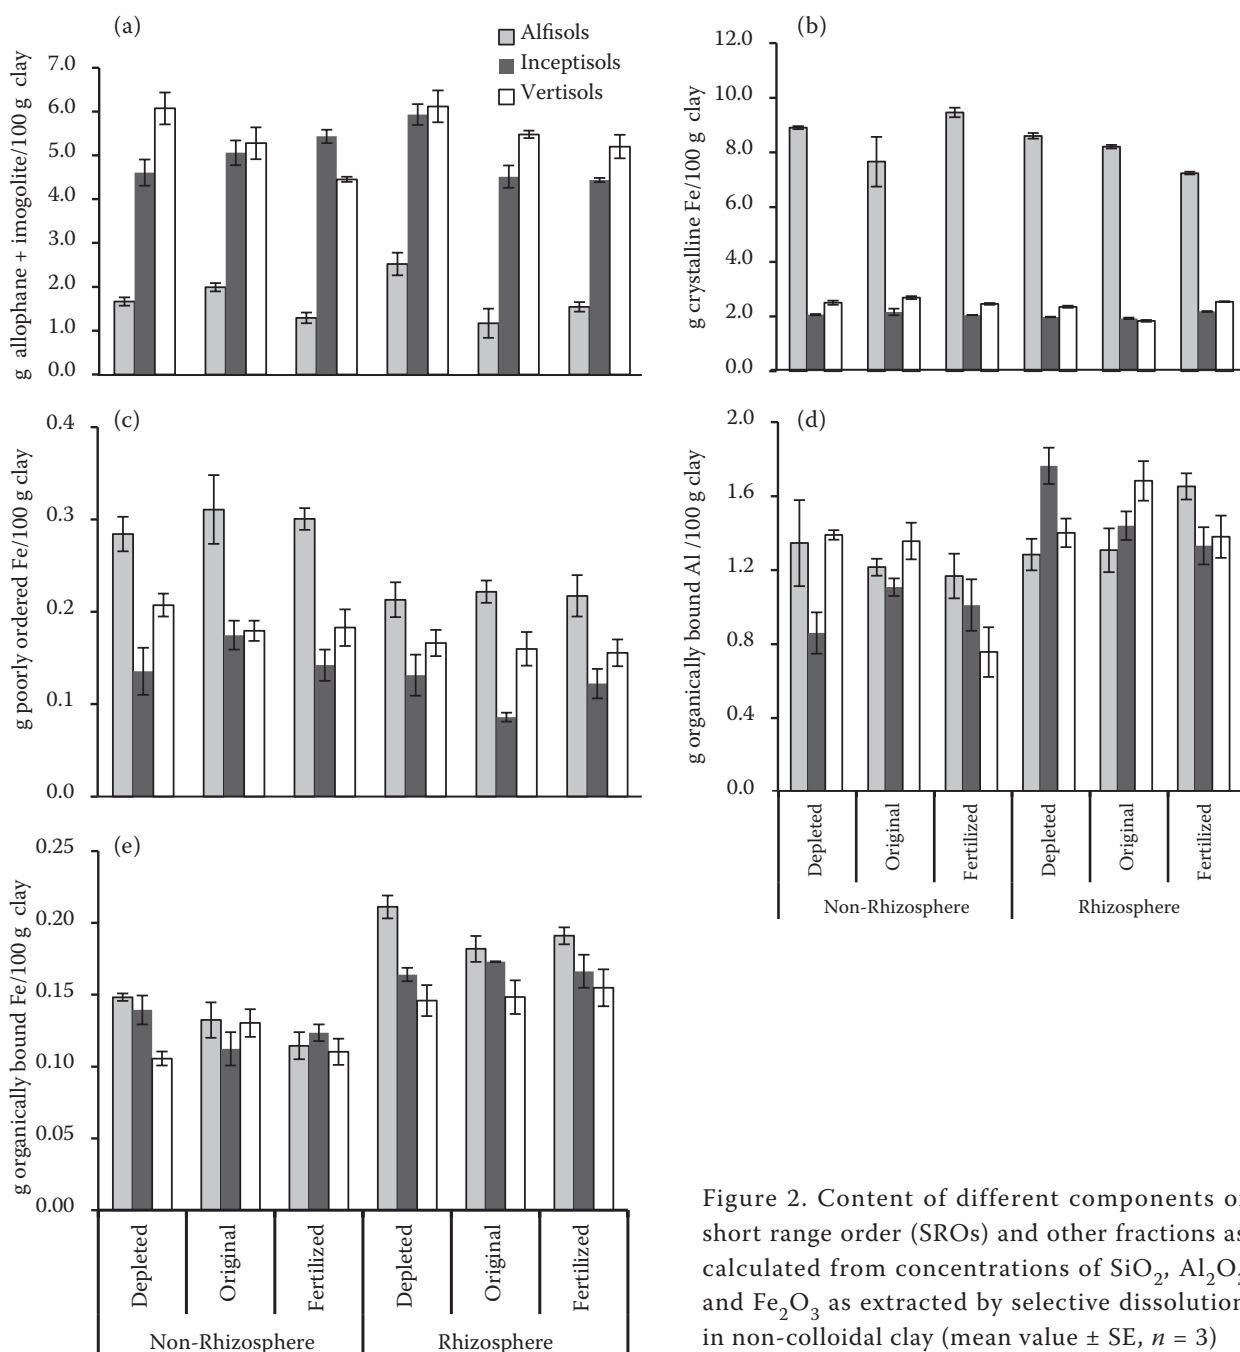 (a)
Alfisols
Inceptisols
Vertisols
g allophane + imogolite/100 g clay
7.0
6.0
5.0
4.0
3.0
2.0
1.0
0.0
(b)
g crystalline Fe/100 g clay
12.0
10.0
8.0
6.0
4.0
2.0
0.0
(c)
g poorly ordered Fe/100 g clay
0.4
0.3
0.2
0.1
0.0
(d)
g organically bound Al /100 g clay
2.0
1.6
1.2
0.8
0.4
0.0
Depleted
Original
Fertilized
Depleted
Original
Fertilized
Non-Rhizosphere
Rhizosphere
(e)
g organically bound Fe/100 g clay
0.25
0.20
0.15
0.10
0.05
0.00
Depleted
Original
Fertilized
Depleted
Original
Fertilized
Non-Rhizosphere
Rhizosphere
Figure 2. Content of different components of
short range order (SROs) and other fractions as
calculated from concentrations of SiO₂, Al₂O₃
and Fe₂O₃ as extracted by selective dissolution
in non-colloidal clay (mean value ± SE, n = 3)